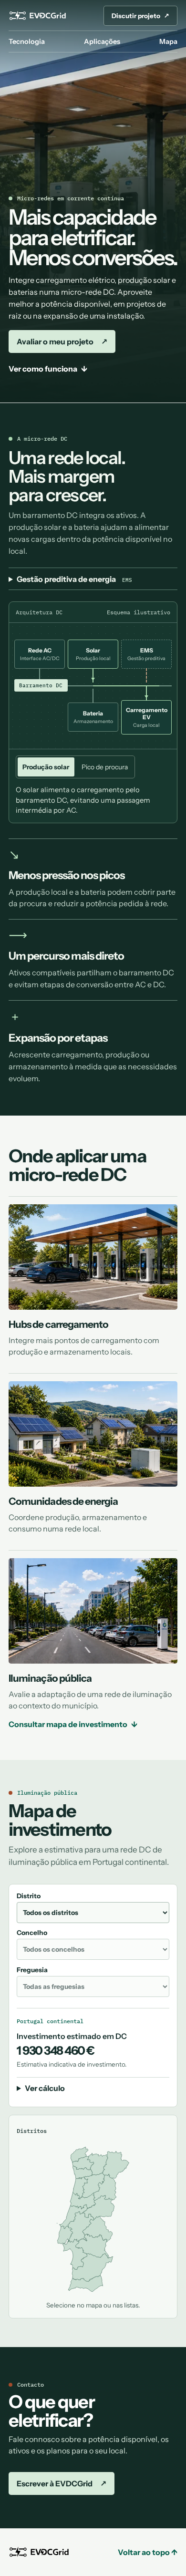 EVDCGrid
Discutir projeto ↗
Tecnologia
Aplicações
Mapa
Micro-redes em corrente contínua
Mais capacidade
para eletrificar.
Menos conversões.
Integre carregamento elétrico, produção solar e
baterias numa micro-rede DC. Aproveite
melhor a potência disponível, em projetos de
raiz ou na expansão de uma instalação.
Avaliar o meu projeto ↗
Ver como funciona ↓
A micro-rede DC
Uma rede local.
Mais margem
para crescer.
Um barramento DC integra os ativos. A
produção solar e a bateria ajudam a alimentar
novas cargas dentro da potência disponível no
local.
Gestão preditiva de energia EMS
Arquitetura DC
Esquema ilustrativo
Rede AC
Interface AC/DC
Solar
Produção local
EMS
Gestão preditiva
Barramento DC
Bateria
Armazenamento
Carregamento
EV
Carga local
Produção solar
Pico de procura
O solar alimenta o carregamento pelo
barramento DC, evitando uma passagem
intermédia por AC.
Menos pressão nos picos
A produção local e a bateria podem cobrir parte
da procura e reduzir a potência pedida à rede.
Um percurso mais direto
Ativos compatíveis partilham o barramento DC
e evitam etapas de conversão entre AC e DC.
Expansão por etapas
Acrescente carregamento, produção ou
armazenamento à medida que as necessidades
evoluem.
Onde aplicar uma
micro-rede DC
Hubs de carregamento
Integre mais pontos de carregamento com
produção e armazenamento locais.
Comunidades de energia
Coordene produção, armazenamento e
consumo numa rede local.
Iluminação pública
Avalie a adaptação de uma rede de iluminação
ao contexto do município.
Consultar mapa de investimento ↓
Iluminação pública
Mapa de
investimento
Explore a estimativa para uma rede DC de
iluminação pública em Portugal continental.
Distrito
Todos os distritos
Concelho
Todos os concelhos
Freguesia
Todas as freguesias
Portugal continental
Investimento estimado em DC
1 930 348 460 €
Estimativa indicativa de investimento.
Ver cálculo
Distritos
Selecione no mapa ou nas listas.
Contacto
O que quer
eletrificar?
Fale connosco sobre a potência disponível, os
ativos e os planos para o seu local.
Escrever à EVDCGrid ↗
EVDCGrid
Voltar ao topo ↑